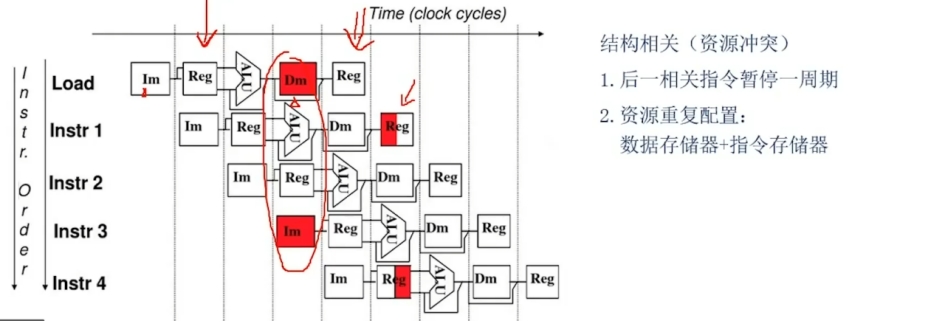 Time (clock cycles)
Instr. Order
Load Im Reg ALU Dm Reg
Instr 1 Im Reg ALU Dm Reg
Instr 2 Im Reg ALU Dm Reg
Instr 3 Im Reg ALU Dm Reg
Instr 4 Im Reg ALU Dm Reg
结构相关（资源冲突）
1. 后一相关指令暂停一周期
2. 资源重复配置：
数据存储器+指令存储器